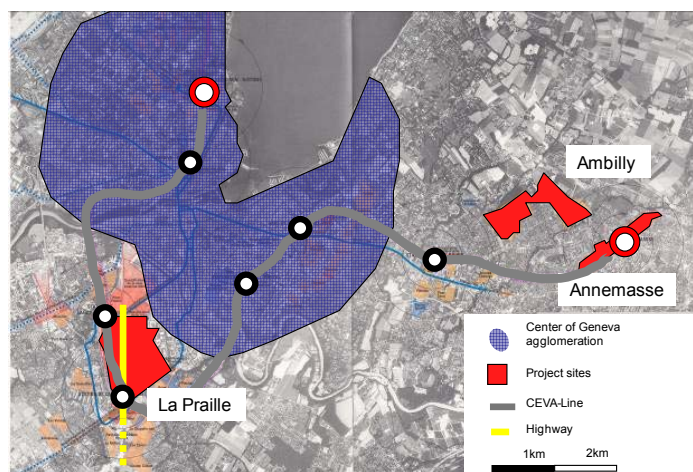 Ambilly
Annemasse
La Praille
Center of Geneva
agglomeration
Project sites
CEVA-Line
Highway
1km 2km